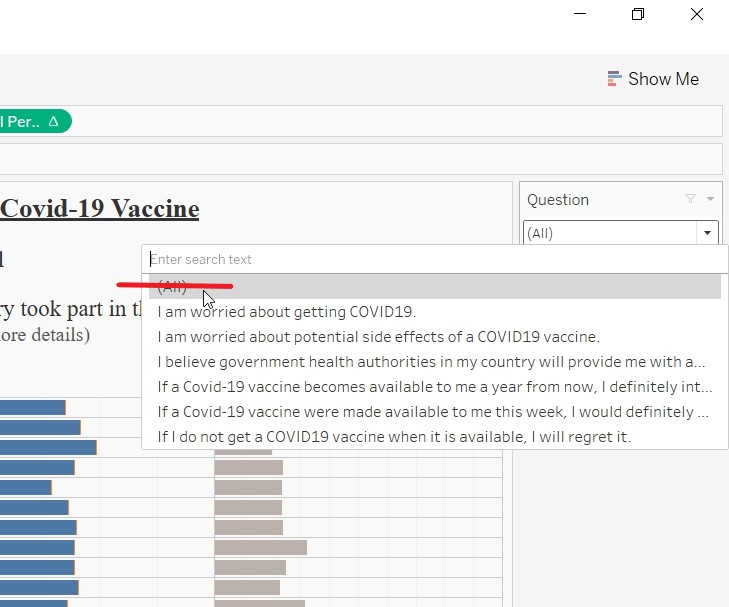 Show Me
l Per.. Δ
Covid-19 Vaccine
Question
(All)
Enter search text
(All)
ry took part in t
ore details)
I am worried about getting COVID19.
I am worried about potential side effects of a COVID19 vaccine.
I believe government health authorities in my country will provide me with a...
If a Covid-19 vaccine becomes available to me a year from now, I definitely int...
If a Covid-19 vaccine were made available to me this week, I would definitely ...
If I do not get a COVID19 vaccine when it is available, I will regret it.